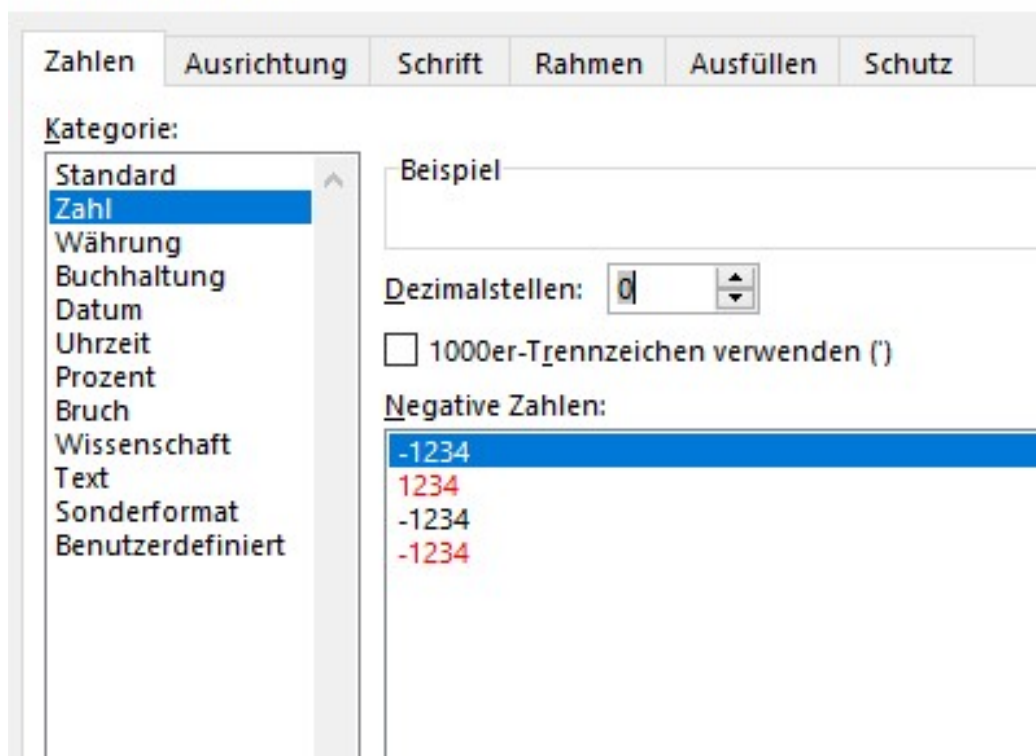 Zahlen Ausrichtung Schrift Rahmen Ausfüllen Schutz
Kategorie:
Standard
Zahl
Währung
Buchhaltung
Datum
Uhrzeit
Prozent
Bruch
Wissenschaft
Text
Sonderformat
Benutzerdefiniert
Beispiel
Dezimalstellen: 0
1000er-Trennzeichen verwenden (')
Negative Zahlen:
-1234
1234
-1234
-1234